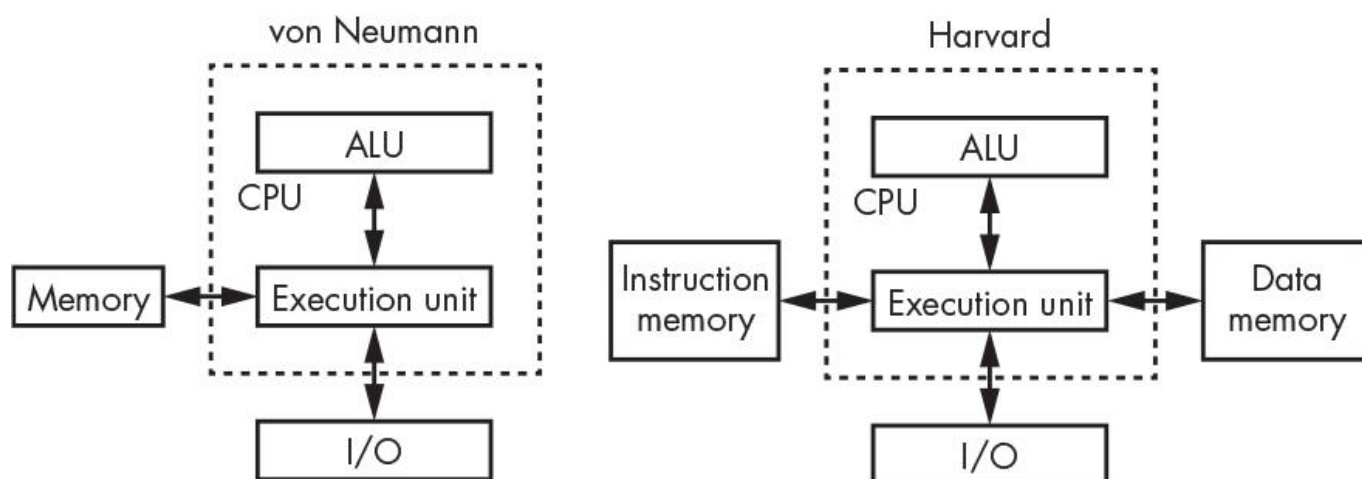 von Neumann
ALU
CPU
Memory
Execution unit
I/O
Harvard
ALU
CPU
Instruction
memory
Execution unit
Data
memory
I/O